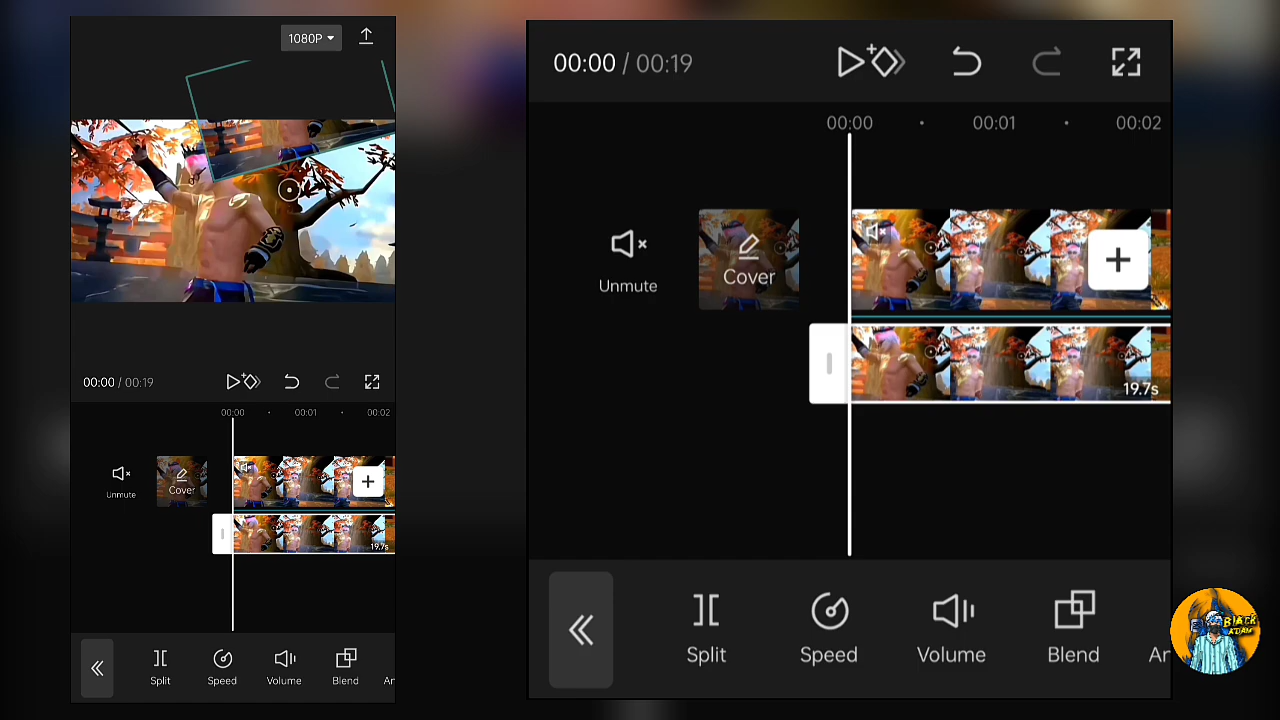 1080P
00:00 / 00:19
00:00 00:01 00:02
Unmute
Cover
19.7s
Split Speed Volume Blend Ar
00:00 / 00:19
00:00 00:01 00:02
Unmute
Cover
19.7s
Split Speed Volume Blend Ar
BLACK
ADAM